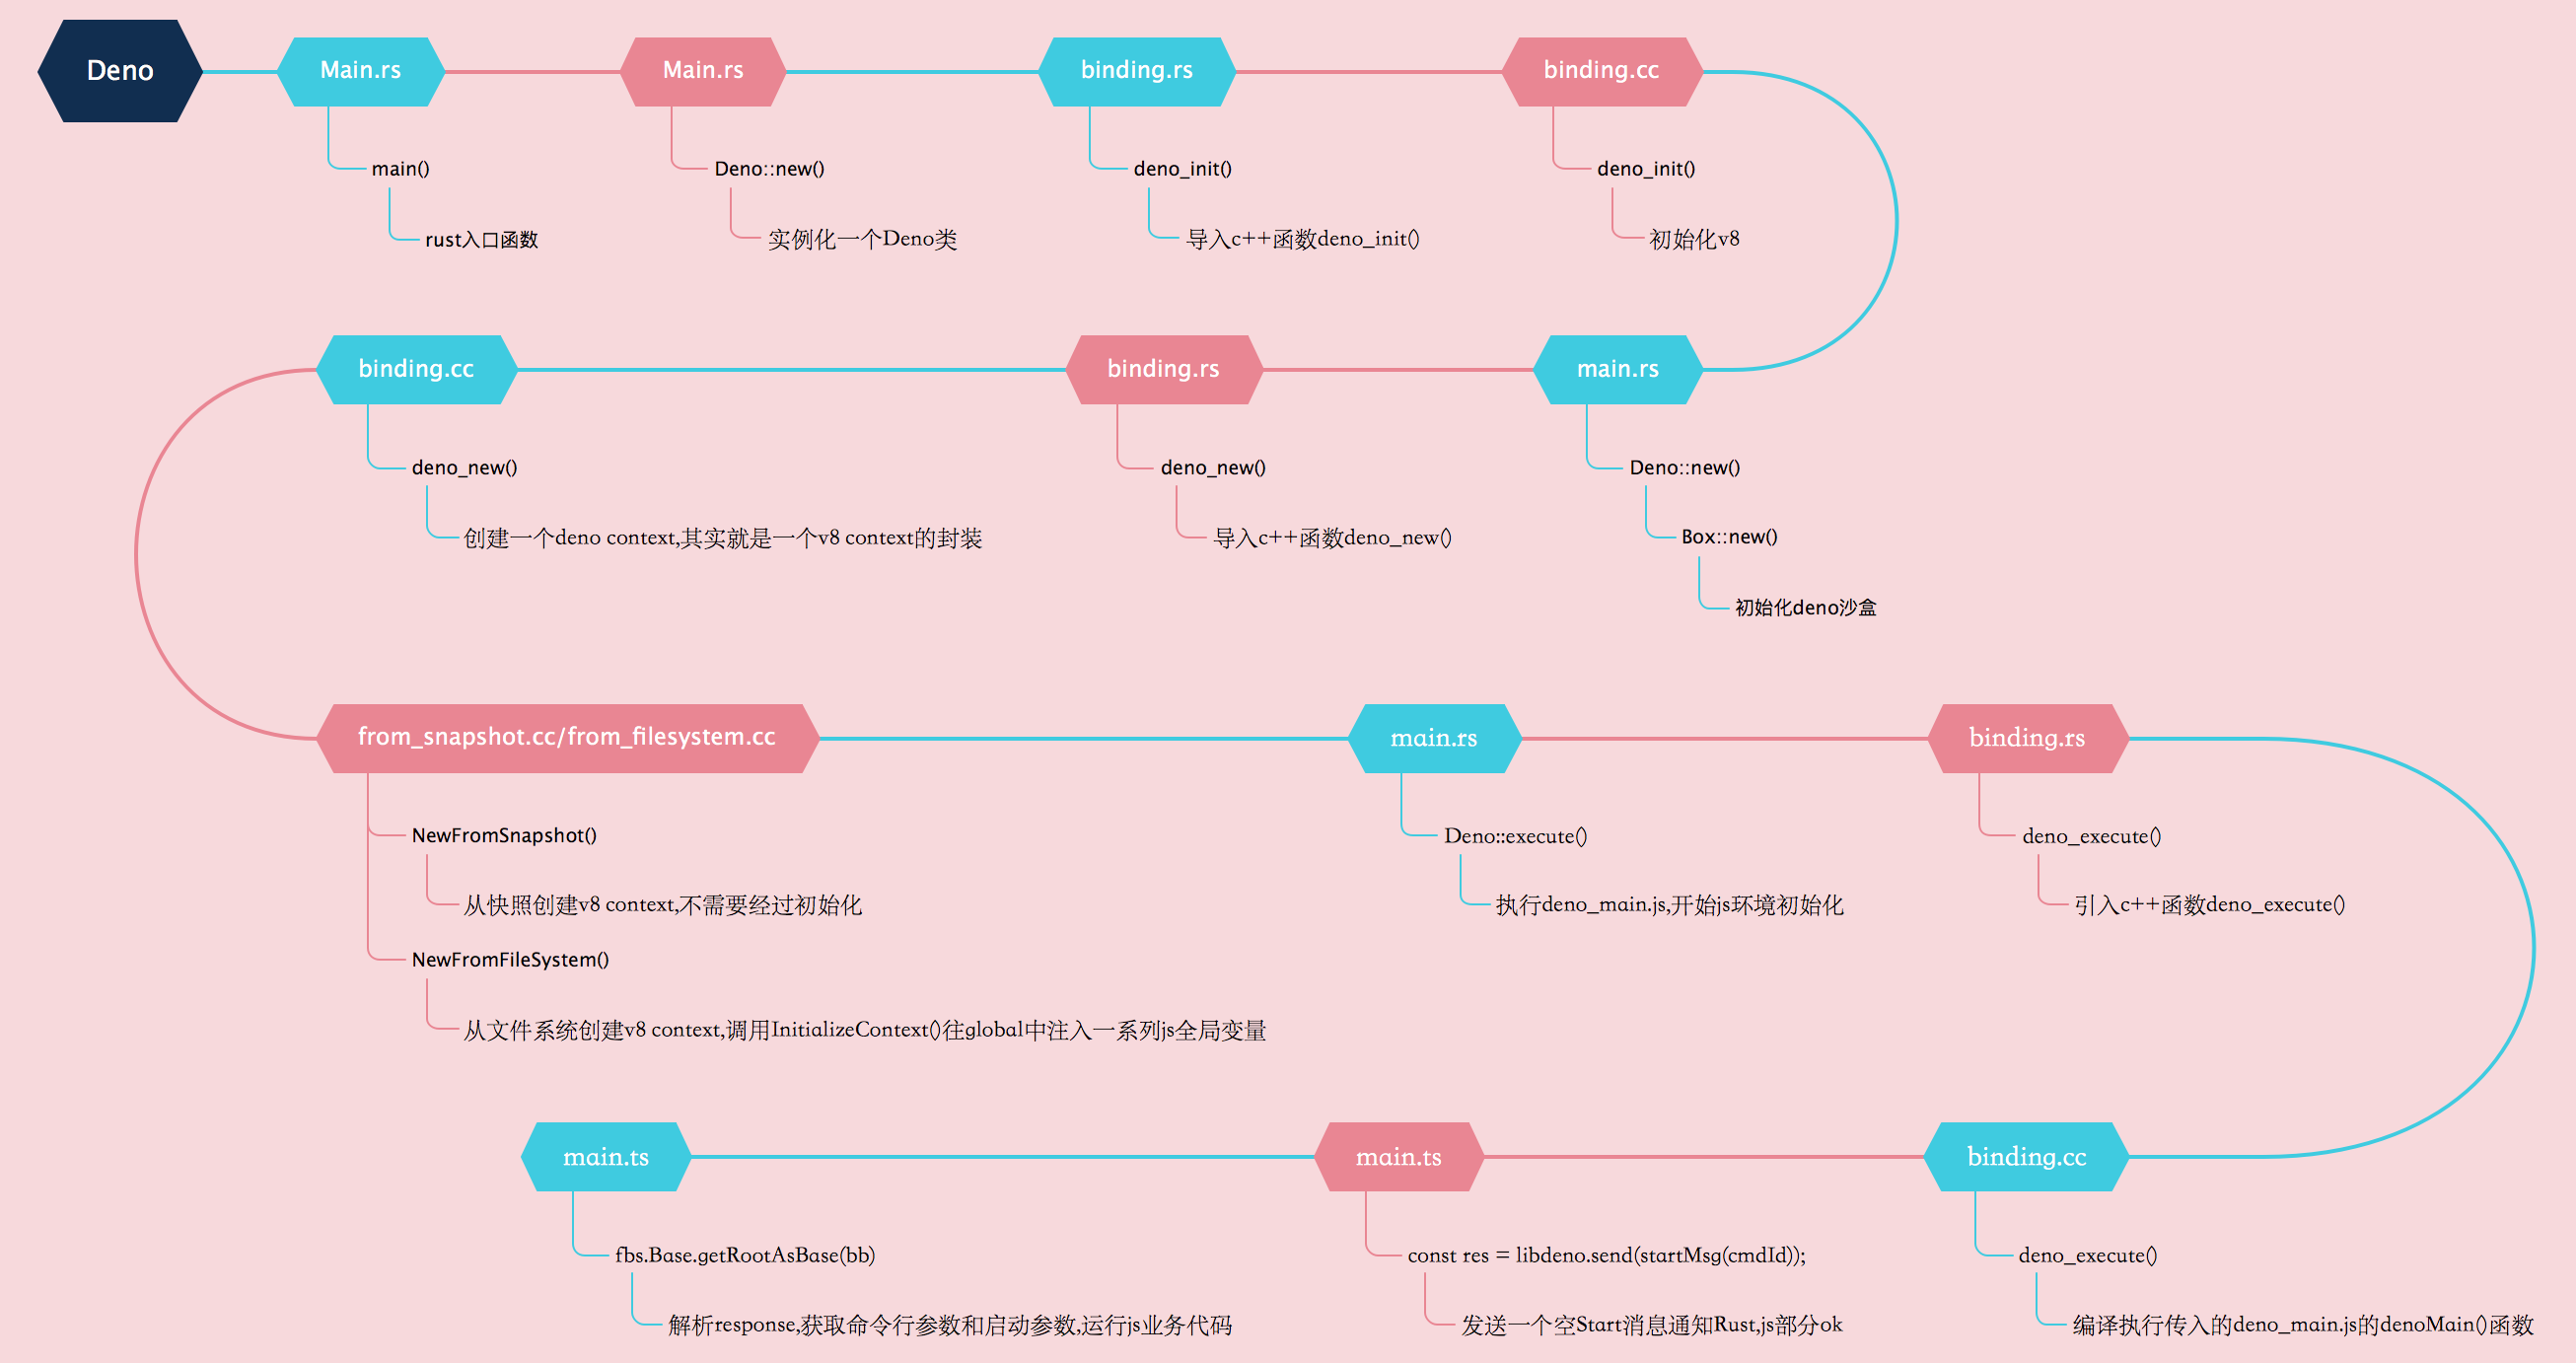 Deno
Main.rs
main()
rust入口函数
Main.rs
Deno::new()
实例化一个Deno类
binding.rs
deno_init()
导入c++函数deno_init()
binding.cc
deno_init()
初始化v8
main.rs
Deno::new()
Box::new()
初始化deno沙盒
binding.rs
deno_new()
导入c++函数deno_new()
binding.cc
deno_new()
创建一个deno context,其实就是一个v8 context的封装
from_snapshot.cc/from_filesystem.cc
NewFromSnapshot()
从快照创建v8 context,不需要经过初始化
NewFromFileSystem()
从文件系统创建v8 context,调用InitializeContext()往global中注入一系列js全局变量
main.rs
Deno::execute()
执行deno_main.js,开始js环境初始化
binding.rs
deno_execute()
引入c++函数deno_execute()
binding.cc
deno_execute()
编译执行传入的deno_main.js的denoMain()函数
main.ts
const res = libdeno.send(startMsg(cmdId));
发送一个空Start消息通知Rust,js部分ok
main.ts
fbs.Base.getRootAsBase(bb)
解析response,获取命令行参数和启动参数,运行js业务代码